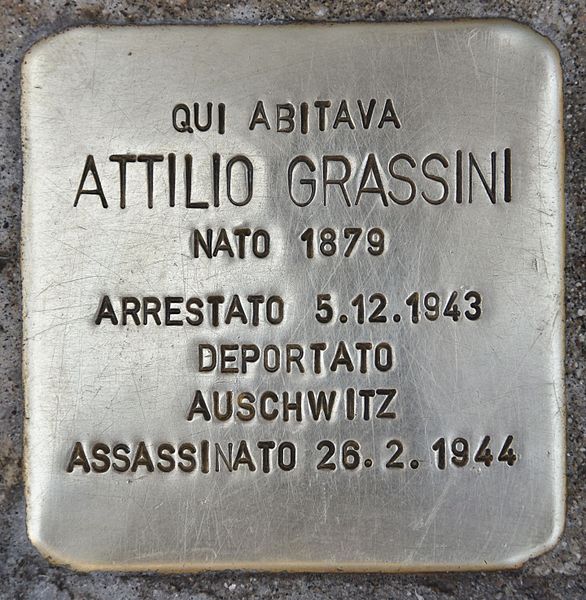 QUI ABITAVA
ATTILIO GRASSINI
NATO 1879
ARRESTATO 5.12.1943
DEPORTATO
AUSCHWITZ
ASSASSINATO 26.2.1944